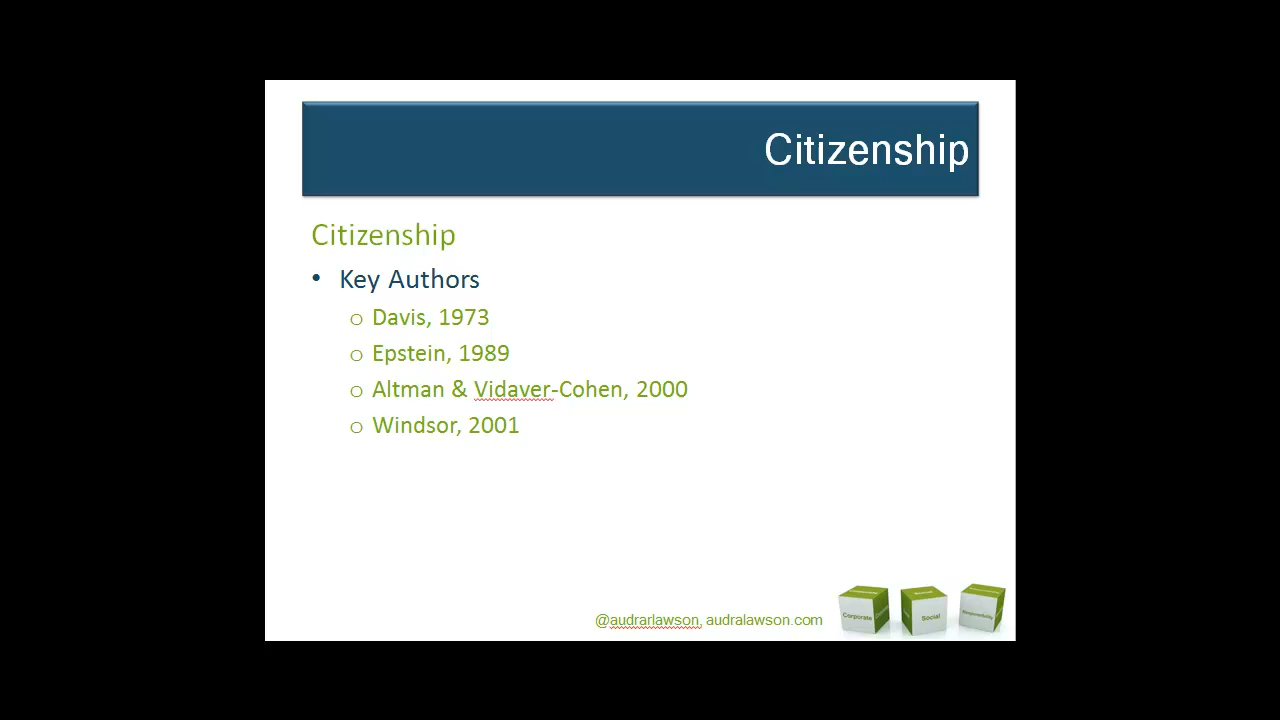 Citizenship
Citizenship
• Key Authors
o Davis, 1973
o Epstein, 1989
o Altman & Vidaver-Cohen, 2000
o Windsor, 2001
@audrarlawson, audralawson.com
Corporate
Social
Responsibility